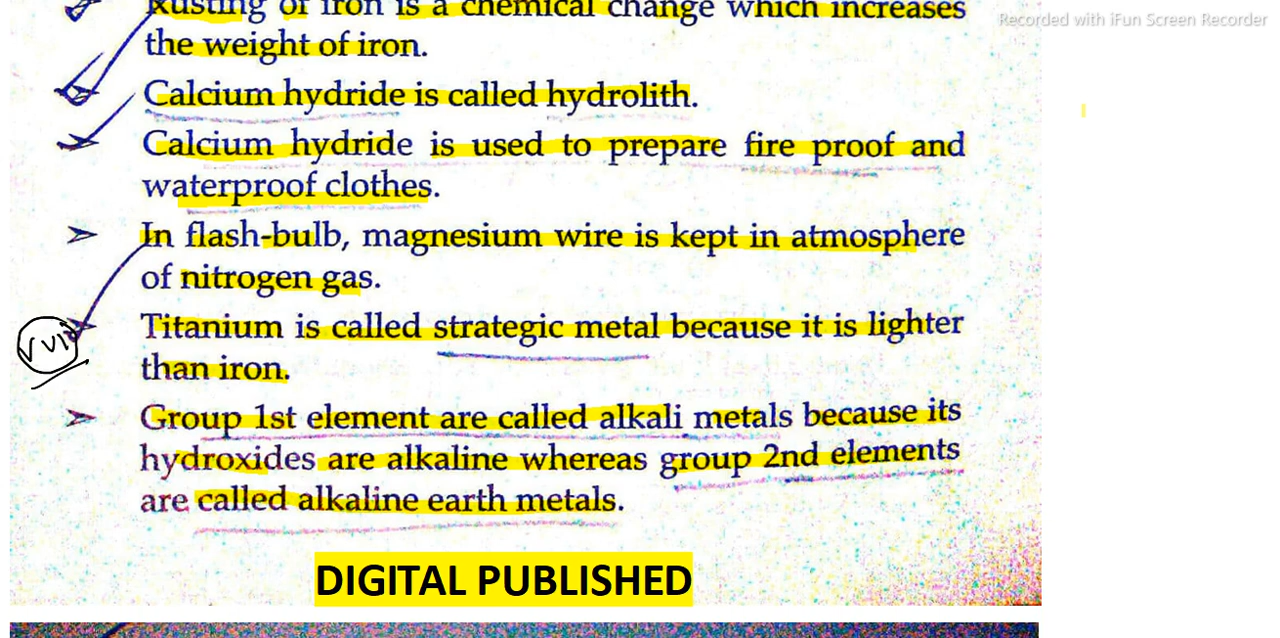 Rusting of iron is a chemical change which increases
Recorded with iFun Screen Recorder
the weight of iron.
Calcium hydride is called hydrolith.
Calcium hydride is used to prepare fire proof and
waterproof clothes.
In flash-bulb, magnesium wire is kept in atmosphere
of nitrogen gas.
Titanium is called strategic metal because it is lighter
than iron.
Group 1st element are called alkali metals because its
hydroxides are alkaline whereas group 2nd elements
are called alkaline earth metals.
DIGITAL PUBLISHED